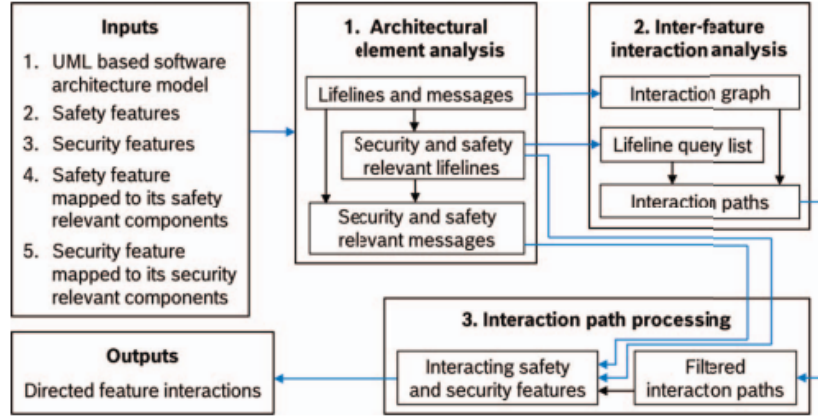 Inputs
1. UML based software
architecture model
2. Safety features
3. Security features
4. Safety feature
mapped to its safety
relevant components
5. Security feature
mapped to its security
relevant components
1. Architectural
element analysis
Lifelines and messages
Security and safety
relevant lifelines
Security and safety
relevant messages
2. Inter-feature
interaction analysis
Interaction graph
Lifeline query list
Interaction paths
3. Interaction path processing
Interacting safety
and security features
Filtered
interacton paths
Outputs
Directed feature interactions